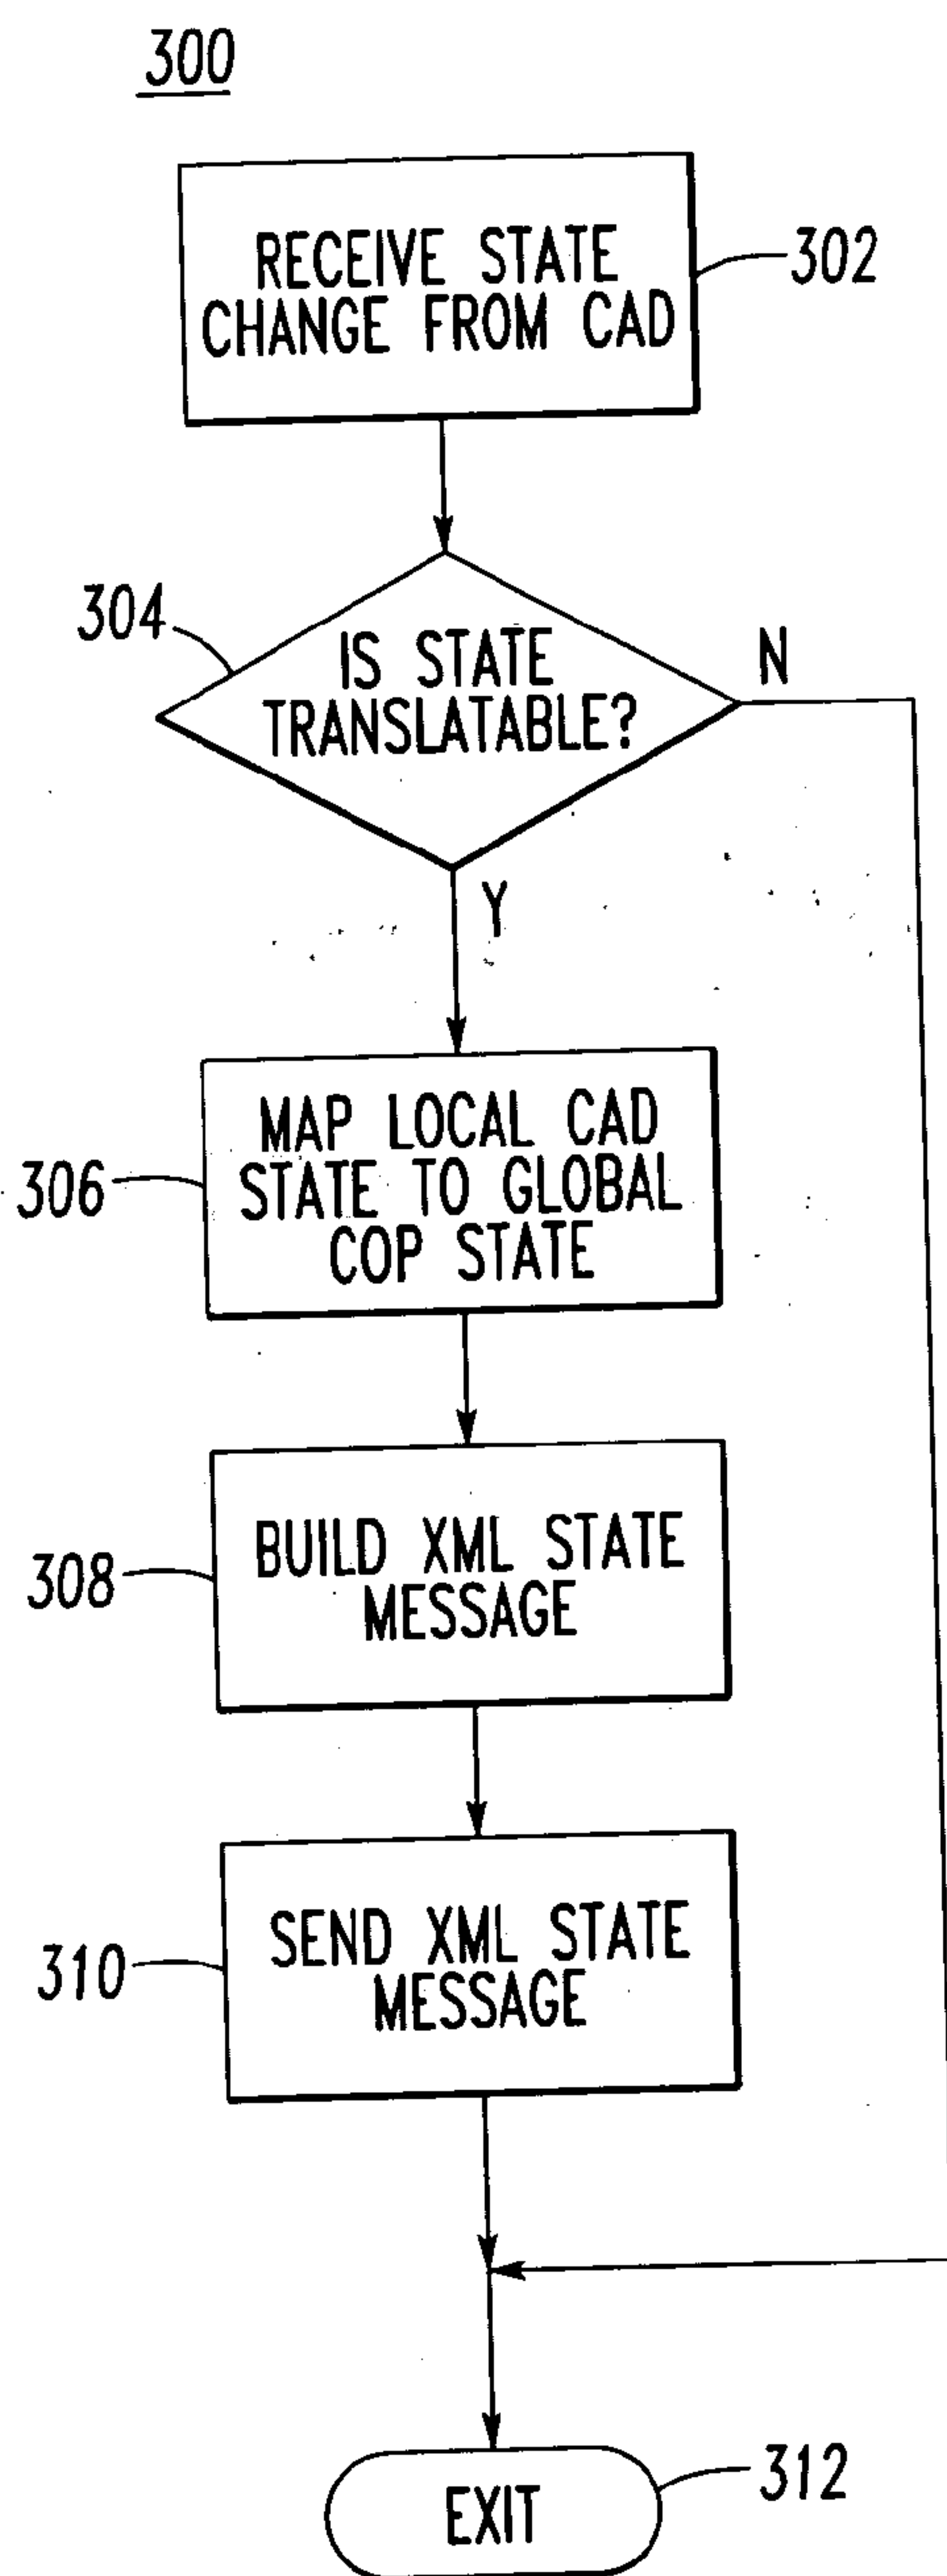 300
RECEIVE STATE
CHANGE FROM CAD
302
304
IS STATE
TRANSLATABLE?
N
Y
306
MAP LOCAL CAD
STATE TO GLOBAL
COP STATE
308
BUILD XML STATE
MESSAGE
310
SEND XML STATE
MESSAGE
EXIT
312